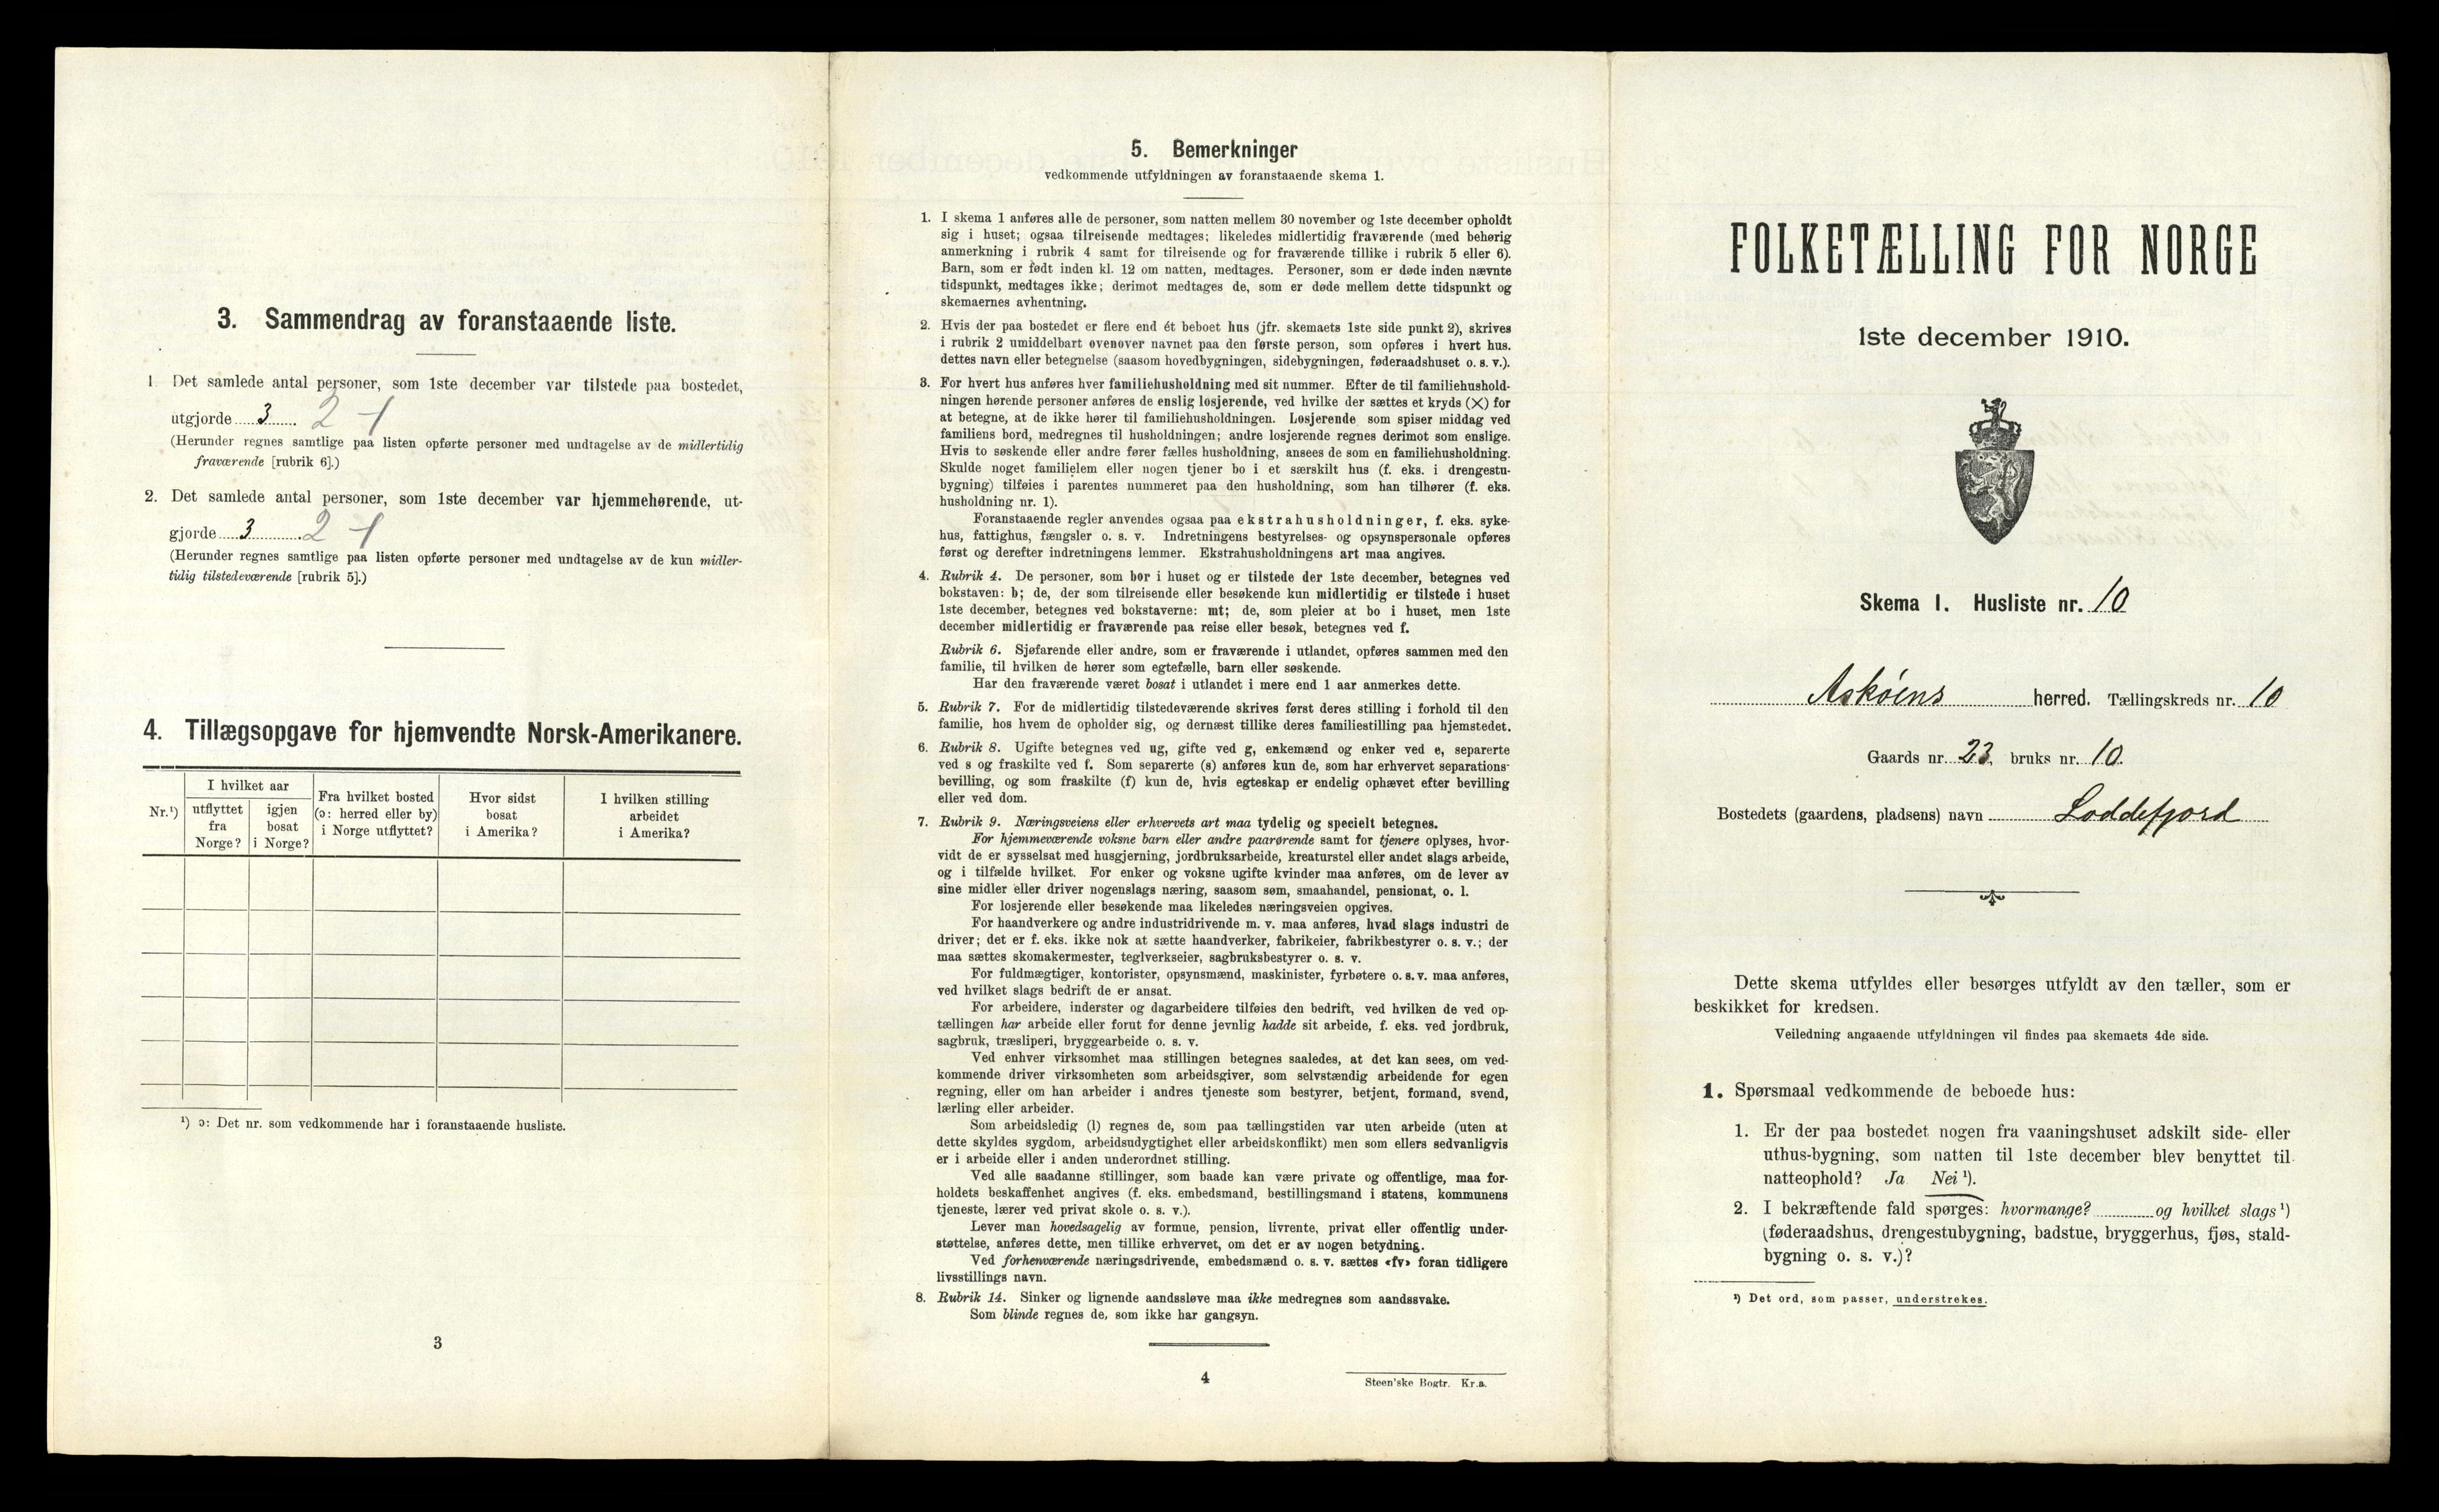 3. Sammendrag av foranstaaende liste.
1. Det samlede antal personer, som 1ste december var tilstede paa bostedet,
utgjorde 3 2 - 1
(Herunder regnes samtlige paa listen opførte personer med undtagelse av de midlertidig
fraværende [rubrik 6].)
2. Det samlede antal personer, som 1ste december var hjemmehørende, ut-
gjorde 3 2 - 1
(Herunder regnes samtlige paa listen opførte personer med undtagelse av de kun midler-
tidig tilstedeværende [rubrik 5].)
4. Tillægsopgave for hjemvendte Norsk-Amerikanere.
Nr.¹)
I hvilket aar
utflyttet
fra
Norge?
igjen
bosat
i Norge?
Fra hvilket bosted
(ɔ: herred eller by)
i Norge utflyttet?
Hvor sidst
bosat
i Amerika?
I hvilken stilling
arbeidet
i Amerika?
¹) ɔ: Det nr. som vedkommende har i foranstaaende husliste.
3
5. Bemerkninger
vedkommende utfyldningen av foranstaaende skema 1.
1. I skema 1 anføres alle de personer, som natten mellem 30 november og 1ste december opholdt
sig i huset; ogsaa tilreisende medtages; likeledes midlertidig fraværende (med behørig
anmerkning i rubrik 4 samt for tilreisende og for fraværende tillike i rubrik 5 eller 6).
Barn, som er født inden kl. 12 om natten, medtages. Personer, som er døde inden nævnte
tidspunkt, medtages ikke; derimot medtages de, som er døde mellem dette tidspunkt og
skemaernes avhentning.
2. Hvis der paa bostedet er flere end ét beboet hus (jfr. skemaets 1ste side punkt 2), skrives
i rubrik 2 umiddelbart ovenover navnet paa den første person, som opføres i hvert hus.
dettes navn eller betegnelse (saasom hovedbygningen, sidebygningen, føderaadshuset o. s. v.).
3. For hvert hus anføres hver familiehusholdning med sit nummer. Efter de til familiehushold-
ningen hørende personer anføres de enslig losjerende, ved hvilke der sættes et kryds (×) for
at betegne, at de ikke hører til familiehusholdningen. Losjerende som spiser middag ved
familiens bord, medregnes til husholdningen; andre losjerende regnes derimot som enslige.
Hvis to søskende eller andre fører fælles husholdning, ansees de som en familiehusholdning.
Skulde noget familielem eller nogen tjener bo i et særskilt hus (f. eks. i drengestu-
bygning) tilføies i parentes nummeret paa den husholdning, som han tilhører (f. eks.
husholdning nr. 1).
Foranstaaende regler anvendes ogsaa paa ekstrahusholdninger, f. eks. syke-
hus, fattighus, fængsler o. s. v. Indretningens bestyrelses- og opsynspersonale opføres
først og derefter indretningens lemmer. Ekstrahusholdningens art maa angives.
4. Rubrik 4. De personer, som bor i huset og er tilstede der 1ste december, betegnes ved
bokstaven: b; de, der som tilreisende eller besøkende kun midlertidig er tilstede i huset
1ste december, betegnes ved bokstaverne: mt; de, som pleier at bo i huset, men 1ste
december midlertidig er fraværende paa reise eller besøk, betegnes ved f.
Rubrik 6. Sjøfarende eller andre, som er fraværende i utlandet, opføres sammen med den
familie, til hvilken de hører som egtefælle, barn eller søskende.
Har den fraværende været bosat i utlandet i mere end 1 aar anmerkes dette.
5. Rubrik 7. For de midlertidig tilstedeværende skrives først deres stilling i forhold til den
familie, hos hvem de opholder sig, og dernæst tillike deres familiestilling paa hjemstedet.
6. Rubrik 8. Ugifte betegnes ved ug, gifte ved g, enkemænd og enker ved e, separerte
ved s og fraskilte ved f. Som separerte (s) anføres kun de, som har erhvervet separations-
bevilling, og som fraskilte (f) kun de, hvis egteskap er endelig ophævet efter bevilling
eller ved dom.
7. Rubrik 9. Næringsveiens eller erhvervets art maa tydelig og specielt betegnes.
For hjemmeværende voksne barn eller andre paarørende samt for tjenere oplyses, hvor-
vidt de er sysselsat med husgjerning, jordbruksarbeide, kreaturstel eller andet slags arbeide,
og i tilfælde hvilket. For enker og voksne ugifte kvinder maa anføres, om de lever av
sine midler eller driver nogenslags næring, saasom søm, smaahandel, pensionat, o. l.
For losjerende eller besøkende maa likeledes næringsveien opgives.
For haandverkere og andre industridrivende m. v. maa anføres, hvad slags industri de
driver; det er f. eks. ikke nok at sætte haandverker, fabrikeier, fabrikbestyrer o. s. v.; der
maa sættes skomakermester, teglverkseier, sagbruksbestyrer o. s. v.
For fuldmægtiger, kontorister, opsynsmænd, maskinister, fyrbøtere o. s. v. maa anføres,
ved hvilket slags bedrift de er ansat.
For arbeidere, inderster og dagarbeidere tilføies den bedrift, ved hvilken de ved op-
tællingen har arbeide eller forut for denne jevnlig hadde sit arbeide, f. eks. ved jordbruk,
sagbruk, træsliperi, bryggearbeide o. s. v.
Ved enhver virksomhet maa stillingen betegnes saaledes, at det kan sees, om ved-
kommende driver virksomheten som arbeidsgiver, som selvstændig arbeidende for egen
regning, eller om han arbeider i andres tjeneste som bestyrer, betjent, formand, svend,
lærling eller arbeider.
Som arbeidsledig (l) regnes de, som paa tællingstiden var uten arbeide (uten at
dette skyldes sygdom, arbeidsudygtighet eller arbeidskonflikt) men som ellers sedvanligvis
er i arbeide eller i anden underordnet stilling.
Ved alle saadanne stillinger, som baade kan være private og offentlige, maa for-
holdets beskaffenhet angives (f. eks. embedsmand, bestillingsmand i statens, kommunens
tjeneste, lærer ved privat skole o. s. v.).
Lever man hovedsagelig av formue, pension, livrente, privat eller offentlig under-
støttelse, anføres dette, men tillike erhvervet, om det er av nogen betydning.
Ved forhenværende næringsdrivende, embedsmænd o. s. v. sættes «fv» foran tidligere
livsstillings navn.
8. Rubrik 14. Sinker og lignende aandssløve maa ikke medregnes som aandssvake.
Som blinde regnes de, som ikke har gangsyn.
4
Steen'ske Bogtr. Kr.a.
FOLKETÆLLING FOR NORGE
1ste december 1910.
Skema 1. Husliste nr. 10
Askøens herred. Tællingskreds nr. 10
Gaards nr. 23, bruks nr. 10.
Bostedets (gaardens, pladsens) navn Loddefjord
Dette skema utfyldes eller besørges utfyldt av den tæller, som er
beskikket for kredsen.
Veiledning angaaende utfyldningen vil findes paa skemaets 4de side.
1. Spørsmaal vedkommende de beboede hus:
1. Er der paa bostedet nogen fra vaaningshuset adskilt side- eller
uthus-bygning, som natten til 1ste december blev benyttet til
natteophold? Ja Nei ¹).
2. I bekræftende fald spørges: hvormange? og hvilket slags ¹)
(føderaadshus, drengestubygning, badstue, bryggerhus, fjøs, stald-
bygning o. s. v.)?
¹) Det ord, som passer, understrekes.